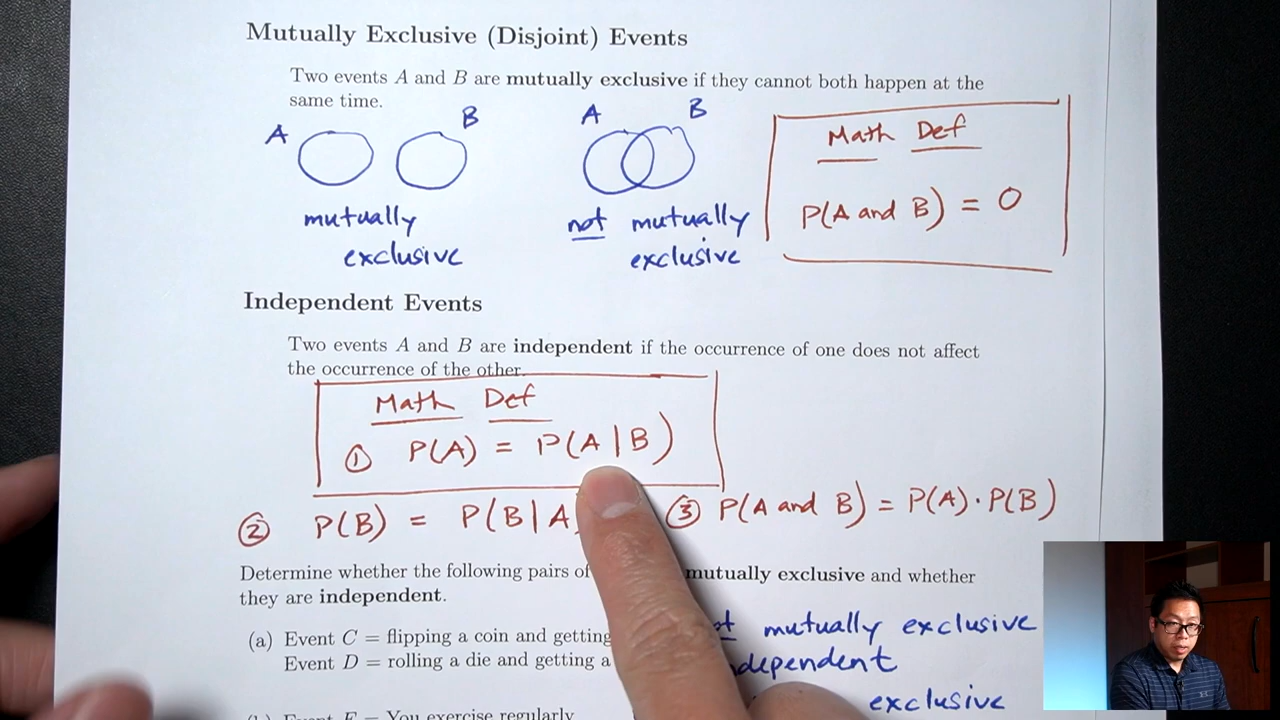 Mutually Exclusive (Disjoint) Events
Two events A and B are mutually exclusive if they cannot both happen at the
same time.
A B A B
mutually
exclusive
not mutually
exclusive
Math Def
P(A and B) = 0
Independent Events
Two events A and B are independent if the occurrence of one does not affect
the occurrence of the other.
Math Def
① P(A) = P(A|B)
② P(B) = P(B|A
③ P(A and B) = P(A)·P(B)
Determine whether the following pairs of mutually exclusive and whether
they are independent.
(a) Event C = flipping a coin and getting
Event D = rolling a die and getting a
mutually exclusive
exclusive
You exercise regularly